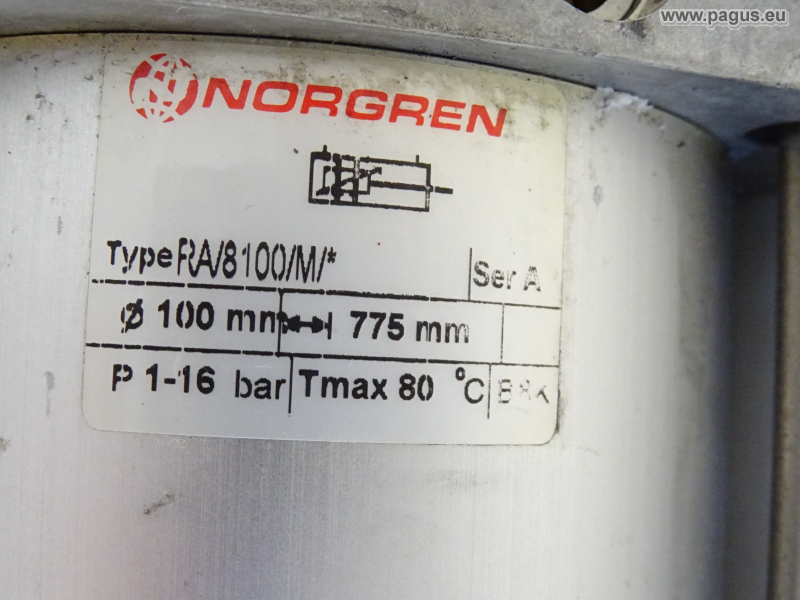 www.pagus.eu
NORGREN
Type RA/8100/M/* Ser A
Ø 100 mm 775 mm
P 1-16 bar Tmax 80 °C